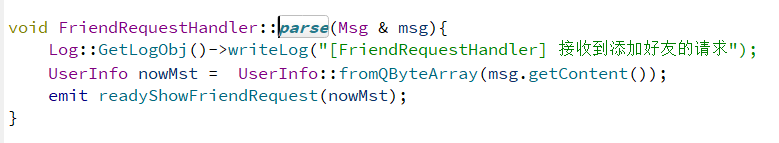 void FriendRequestHandler::parse(Msg & msg){
    Log::GetLogObj()->writeLog("[FriendRequestHandler] 接收到添加好友的请求");
    UserInfo nowMst =  UserInfo::fromQByteArray(msg.getContent());
    emit readyShowFriendRequest(nowMst);
}